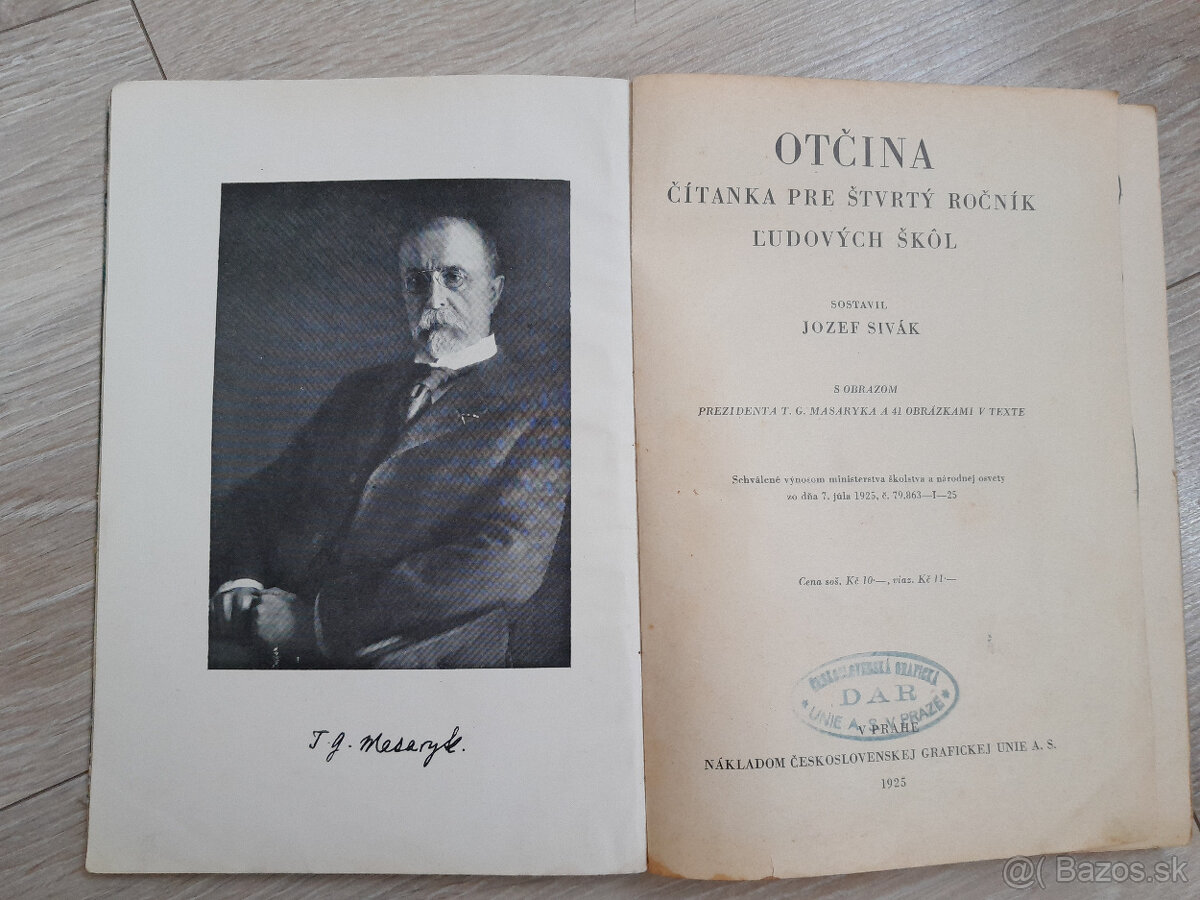 T. G. Masaryk.
OTČINA
ČÍTANKA PRE ŠTVRTÝ ROČNÍK
ĽUDOVÝCH ŠKÔL
SOSTAVIL
JOZEF SIVÁK
S OBRAZOM
PREZIDENTA T. G. MASARYKA A 41 OBRÁZKAMI V TEXTE
Schválené výnosom ministerstva školstva a národnej osvety
zo dňa 7. júla 1925, č. 79.863—I—25
Cena soš. Kč 10·—, viaz. Kč 11·—
ČESKOSLOVENSKÁ GRAFICKÁ
DAR
* UNIE A. S. V PRAZE *
V PRAHE
NÁKLADOM ČESKOSLOVENSKEJ GRAFICKEJ UNIE A. S.
1925
@( Bazos.sk